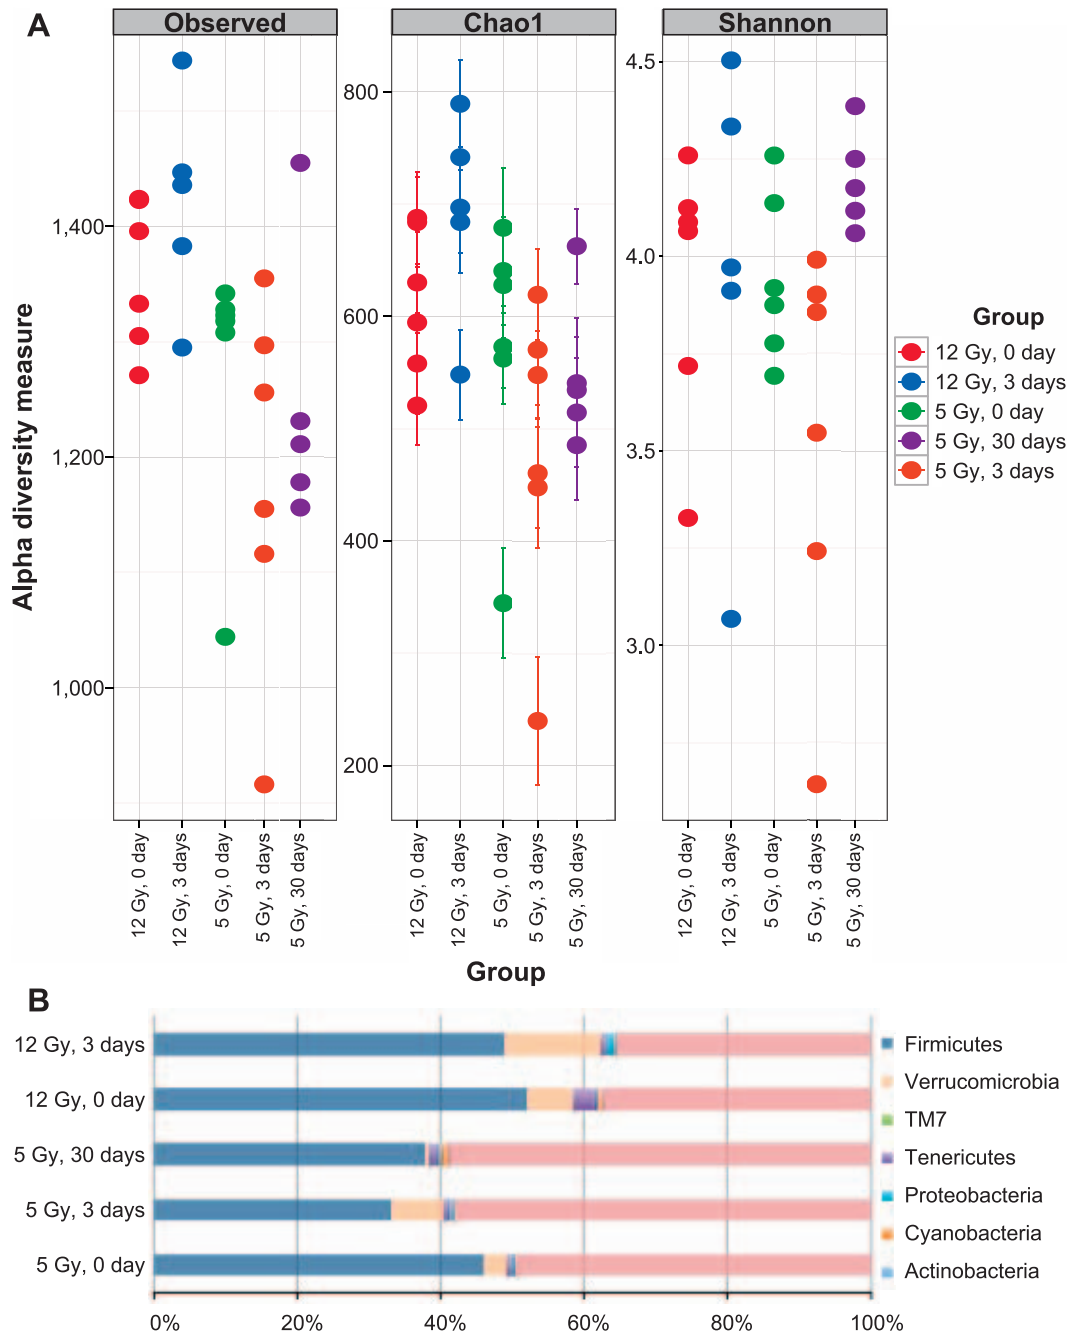 A
Observed
Chao1
Shannon
Alpha diversity measure
1,400
1,200
1,000
800
600
400
200
4.5
4.0
3.5
3.0
Group
12 Gy, 0 day
12 Gy, 3 days
5 Gy, 0 day
5 Gy, 30 days
5 Gy, 3 days
12 Gy, 0 day
12 Gy, 3 days
5 Gy, 0 day
5 Gy, 3 days
5 Gy, 30 days
12 Gy, 0 day
12 Gy, 3 days
5 Gy, 0 day
5 Gy, 3 days
5 Gy, 30 days
12 Gy, 0 day
12 Gy, 3 days
5 Gy, 0 day
5 Gy, 3 days
5 Gy, 30 days
Group
B
12 Gy, 3 days
12 Gy, 0 day
5 Gy, 30 days
5 Gy, 3 days
5 Gy, 0 day
0%
20%
40%
60%
80%
100%
Firmicutes
Verrucomicrobia
TM7
Tenericutes
Proteobacteria
Cyanobacteria
Actinobacteria